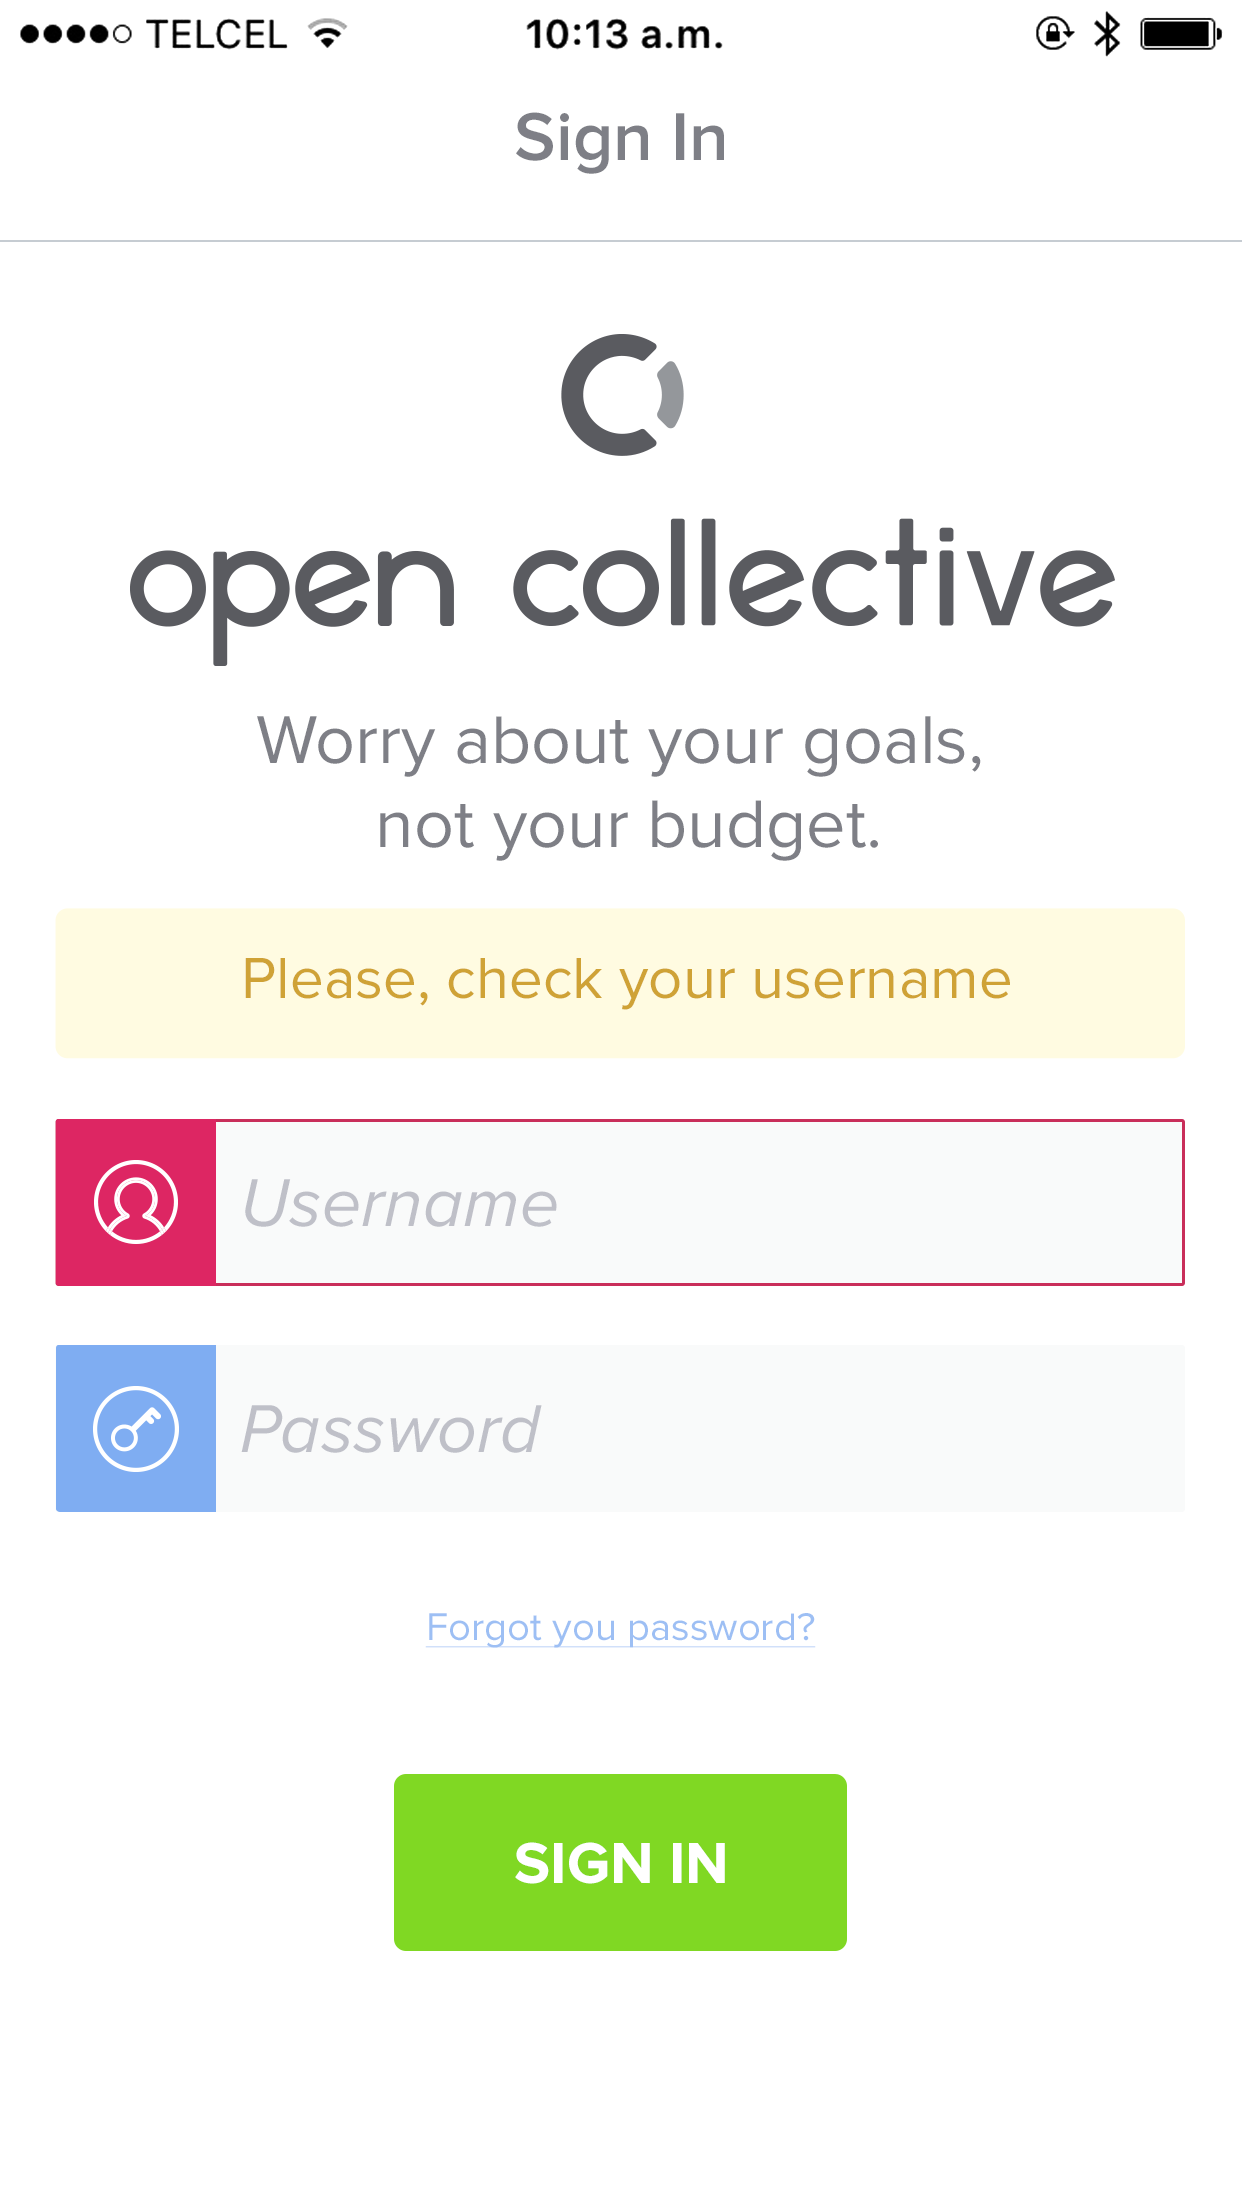 TELCEL 10:13 a.m.
Sign In
open collective
Worry about your goals,
not your budget.
Please, check your username
Username
Password
Forgot you password?
SIGN IN